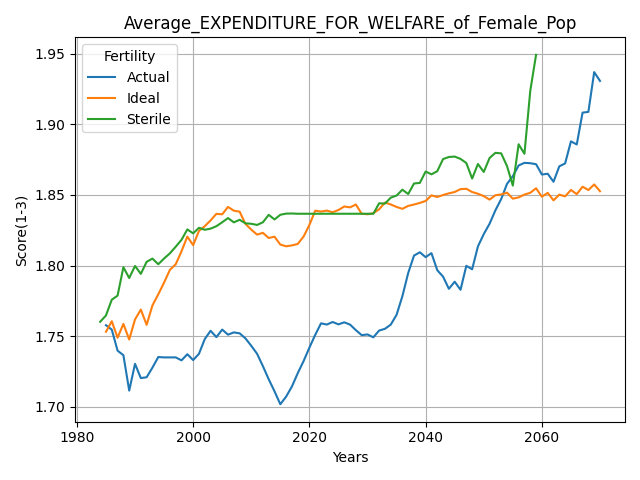 Average_EXPENDITURE_FOR_WELFARE_of_Female_Pop
Fertility
Actual
Ideal
Sterile
Score(1-3)
1.95
1.90
1.85
1.80
1.75
1.70
1980 2000 2020 2040 2060
Years